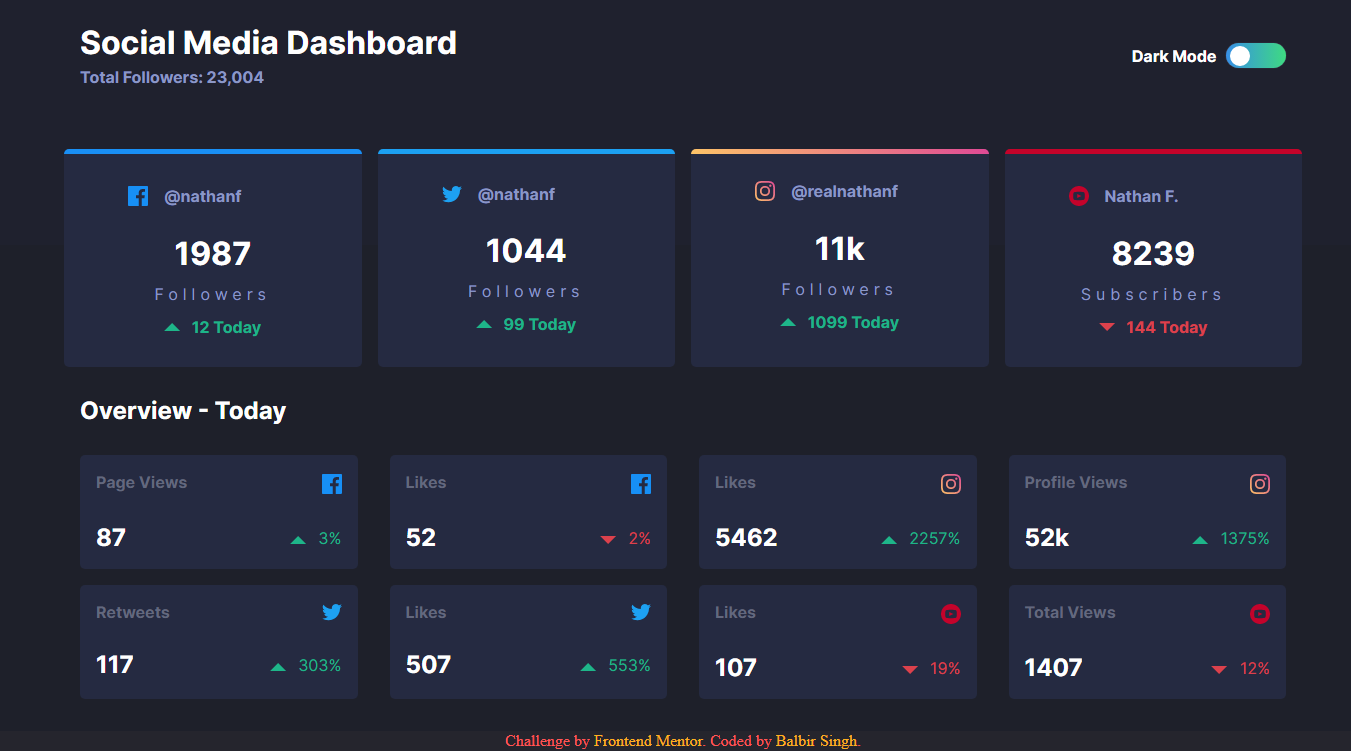 Social Media Dashboard
Total Followers: 23,004
Dark Mode
@nathanf
1987
Followers
12 Today
@nathanf
1044
Followers
99 Today
@realnathanf
11k
Followers
1099 Today
Nathan F.
8239
Subscribers
144 Today
Overview - Today
Page Views
87
3%
Likes
52
2%
Likes
5462
2257%
Profile Views
52k
1375%
Retweets
117
303%
Likes
507
553%
Likes
107
19%
Total Views
1407
12%
Challenge by Frontend Mentor. Coded by Balbir Singh.